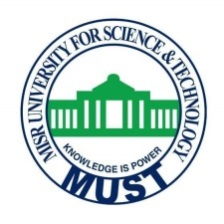 MISR UNIVERSITY FOR SCIENCE & TECHNOLOGY
KNOWLEDGE IS POWER
MUST